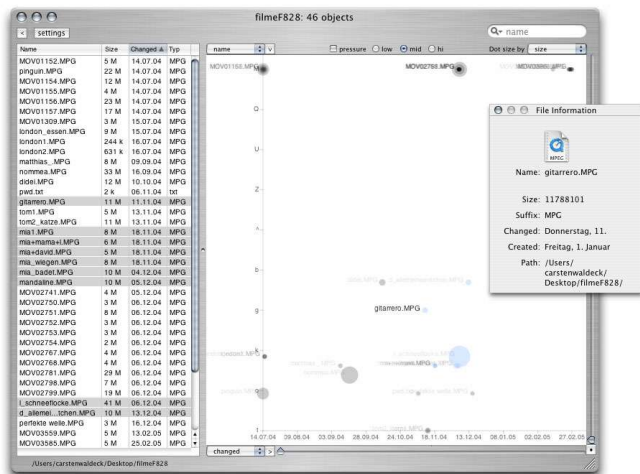 filmeF828: 46 objects
< settings
name
Name Size Changed Typ
name v pressure low mid hi Dot size by size
MOV01152.MPG 5 M 14.07.04 MPG
pinguin.MPG 22 M 14.07.04 MPG
MOV01154.MPG 12 M 14.07.04 MPG
MOV01155.MPG 4 M 14.07.04 MPG
MOV01156.MPG 23 M 14.07.04 MPG
MOV01157.MPG 17 M 14.07.04 MPG
MOV01309.MPG 3 M 15.07.04 MPG
london_essen.MPG 9 M 15.07.04 MPG
london1.MPG 244 k 16.07.04 MPG
london2.MPG 631 k 16.07.04 MPG
matthias_.MPG 8 M 09.09.04 MPG
nommea.MPG 33 M 16.09.04 MPG
didei.MPG 12 M 10.10.04 MPG
pwd.txt 2 k 06.11.04 txt
gitarrero.MPG 11 M 11.11.04 MPG
tom1.MPG 5 M 13.11.04 MPG
tom2_katze.MPG 11 M 13.11.04 MPG
mia1.MPG 8 M 18.11.04 MPG
mia+mama+i.MPG 6 M 18.11.04 MPG
mia+david.MPG 5 M 18.11.04 MPG
mia_wiegen.MPG 8 M 18.11.04 MPG
mia_badet.MPG 10 M 04.12.04 MPG
mandaline.MPG 10 M 05.12.04 MPG
MOV02741.MPG 4 M 05.12.04 MPG
MOV02750.MPG 3 M 06.12.04 MPG
MOV02751.MPG 8 M 06.12.04 MPG
MOV02752.MPG 3 M 06.12.04 MPG
MOV02753.MPG 3 M 06.12.04 MPG
MOV02754.MPG 2 M 06.12.04 MPG
MOV02767.MPG 4 M 06.12.04 MPG
MOV02768.MPG 4 M 06.12.04 MPG
MOV02781.MPG 29 M 06.12.04 MPG
MOV02798.MPG 7 M 06.12.04 MPG
MOV02799.MPG 19 M 06.12.04 MPG
i_schneeflocke.MPG 41 M 06.12.04 MPG
d_allemei...tchen.MPG 10 M 13.12.04 MPG
perfekte welle.MPG 3 M 16.12.04 MPG
MOV03559.MPG 5 M 13.02.05 MPG
MOV03585.MPG 5 M 25.02.05 MPG
MOV01152.MPG
MOV02798.MPG
Q
U
Z
^
b
g
gitarrero.MPG
k
q
14.07.04 29.08.04 03.09.04 28.09.04 24.10.04 18.11.04 13.12.04 08.01.05 02.02.05 27.02.05
changed >
/Users/carstenwaldeck/Desktop/filmeF828
File Information
MPEG
Name: gitarrero.MPG
Size: 11788101
Suffix: MPG
Changed: Donnerstag, 11.
Created: Freitag, 1. Januar
Path: /Users/
carstenwaldeck/
Desktop/filmeF828/